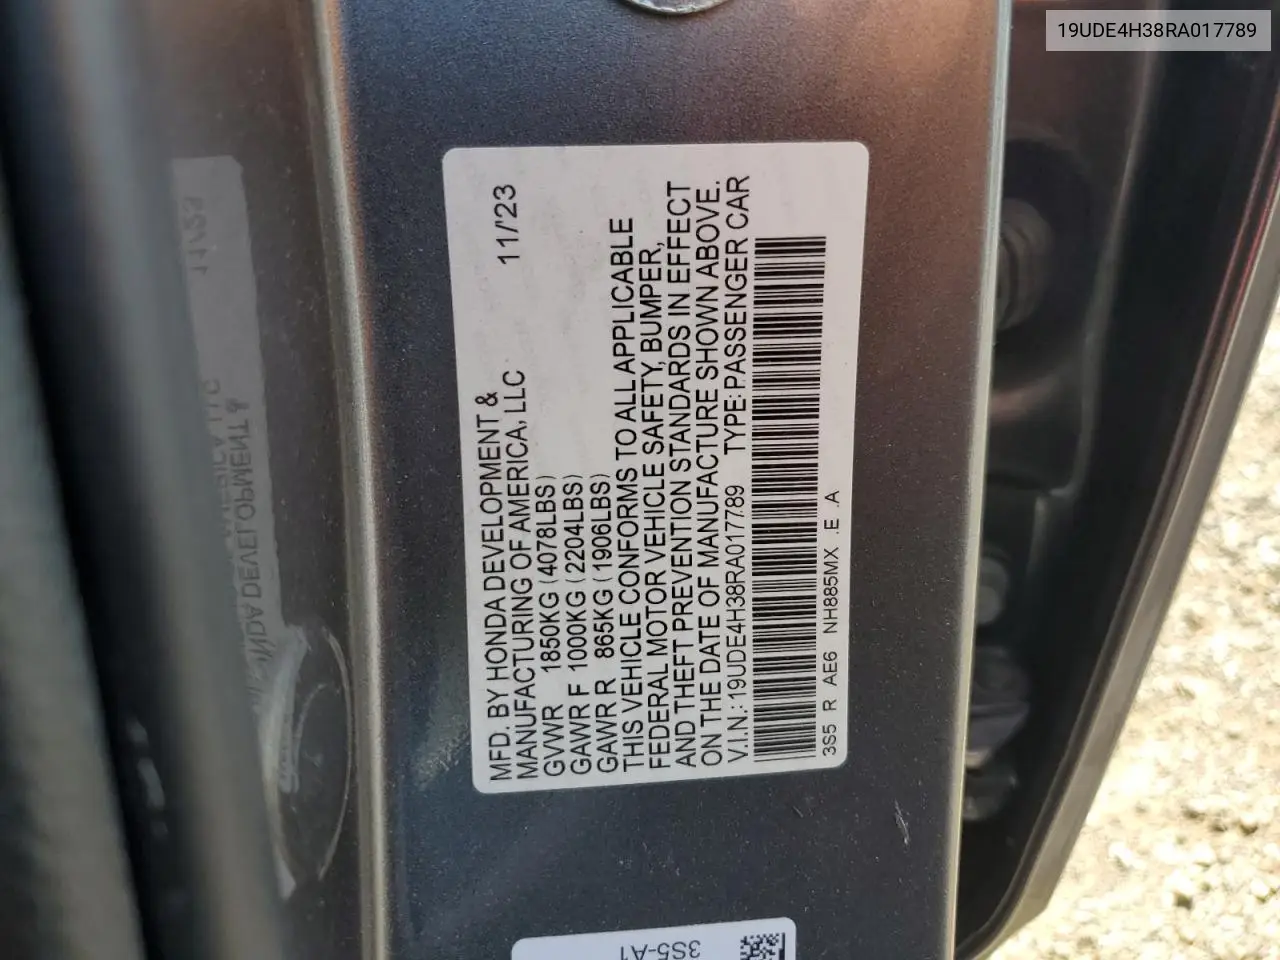 19UDE4H38RA017789
MFD. BY HONDA DEVELOPMENT &
MANUFACTURING OF AMERICA, LLC 11/'23
GVWR 1850KG (4078LBS)
GAWR F 1000KG (2204LBS)
GAWR R 865KG (1906LBS)
THIS VEHICLE CONFORMS TO ALL APPLICABLE
FEDERAL MOTOR VEHICLE SAFETY, BUMPER,
AND THEFT PREVENTION STANDARDS IN EFFECT
ON THE DATE OF MANUFACTURE SHOWN ABOVE.
V.I.N.: 19UDE4H38RA017789 TYPE: PASSENGER CAR
3S5 R AE6 NH885MX .E .A
3S5-A1